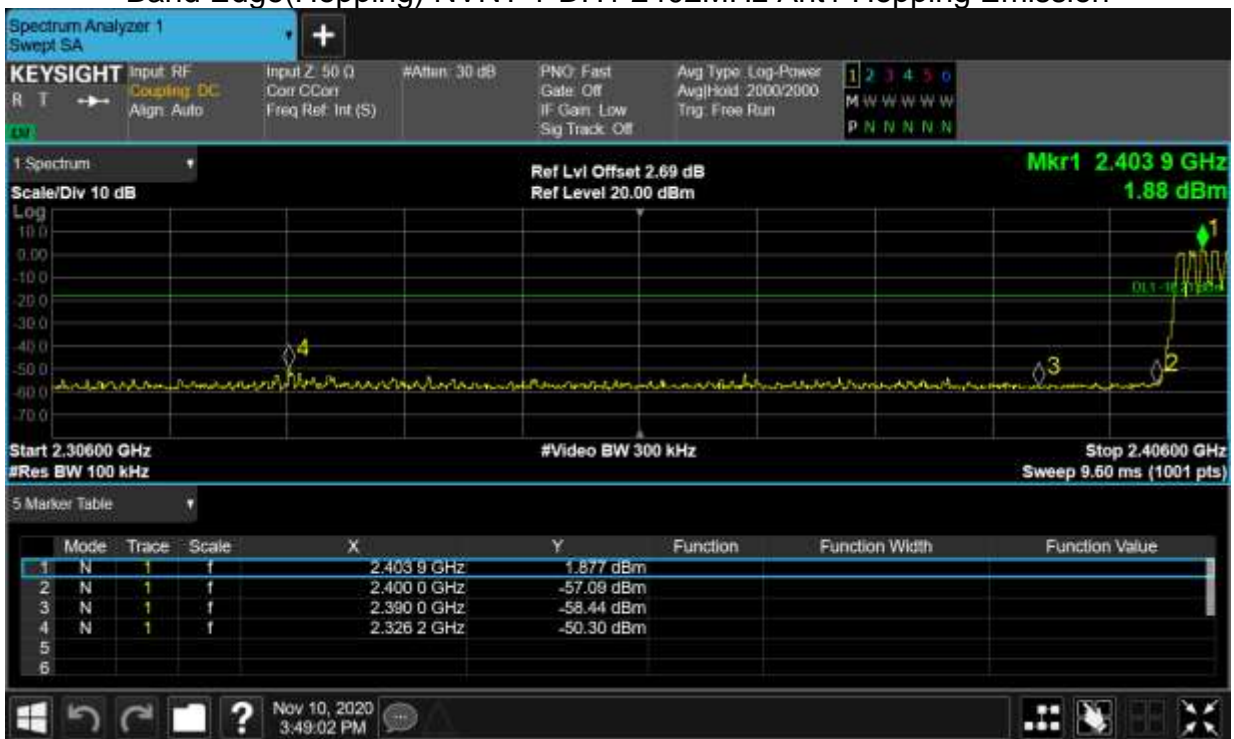 Spectrum Analyzer 1
Swept SA
+
KEYSIGHT Input: RF Input Z: 50 Ω #Atten: 30 dB PNO: Fast Avg Type: Log-Power 1 2 3 4 5 6
R T Coupling: DC Corr CCorr Gate: Off Avg|Hold: 2000/2000 M W W W W W
Align: Auto Freq Ref: Int (S) IF Gain: Low Trig: Free Run
Sig Track: Off P N N N N N
1 Spectrum Ref Lvl Offset 2.69 dB Mkr1 2.403 9 GHz
Scale/Div 10 dB Ref Level 20.00 dBm 1.88 dBm
Log
10.0
0.00
-10.0
-20.0
-30.0
-40.0
-50.0
-60.0
-70.0
1
4
3
2
Start 2.30600 GHz #Video BW 300 kHz Stop 2.40600 GHz
#Res BW 100 kHz Sweep 9.60 ms (1001 pts)
5 Marker Table
Mode Trace Scale X Y Function Function Width Function Value
1 N 1 f 2.403 9 GHz 1.877 dBm
2 N 1 f 2.400 0 GHz -57.09 dBm
3 N 1 f 2.390 0 GHz -58.44 dBm
4 N 1 f 2.326 2 GHz -50.30 dBm
5
6
? Nov 10, 2020
3:49:02 PM